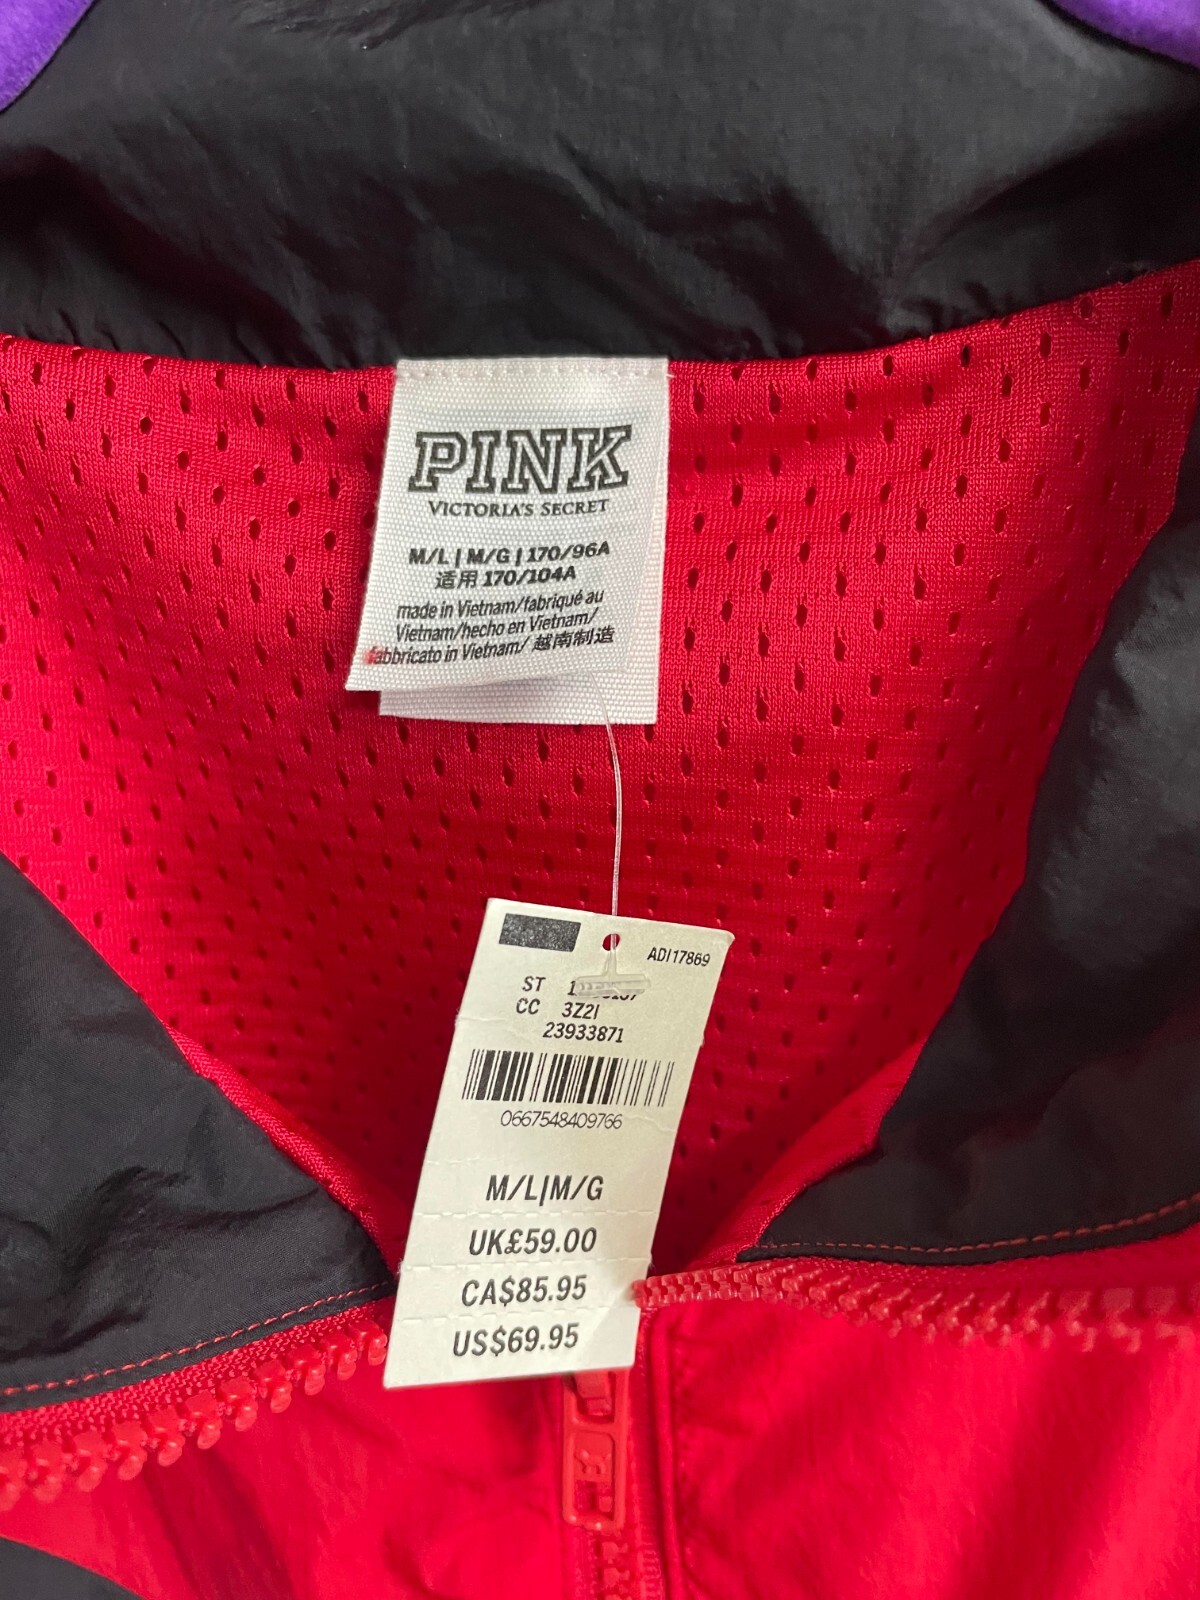 PINK
VICTORIA'S SECRET
M/L | M/G | 170/96A
适用 170/104A
made in Vietnam/fabriqué au
Vietnam/hecho en Vietnam/
fabbricato in Vietnam/ 越南制造
ADI17869
ST
CC 3Z2I
23933871
0667548409766
M/L|M/G
UK£59.00
CA$85.95
US$69.95